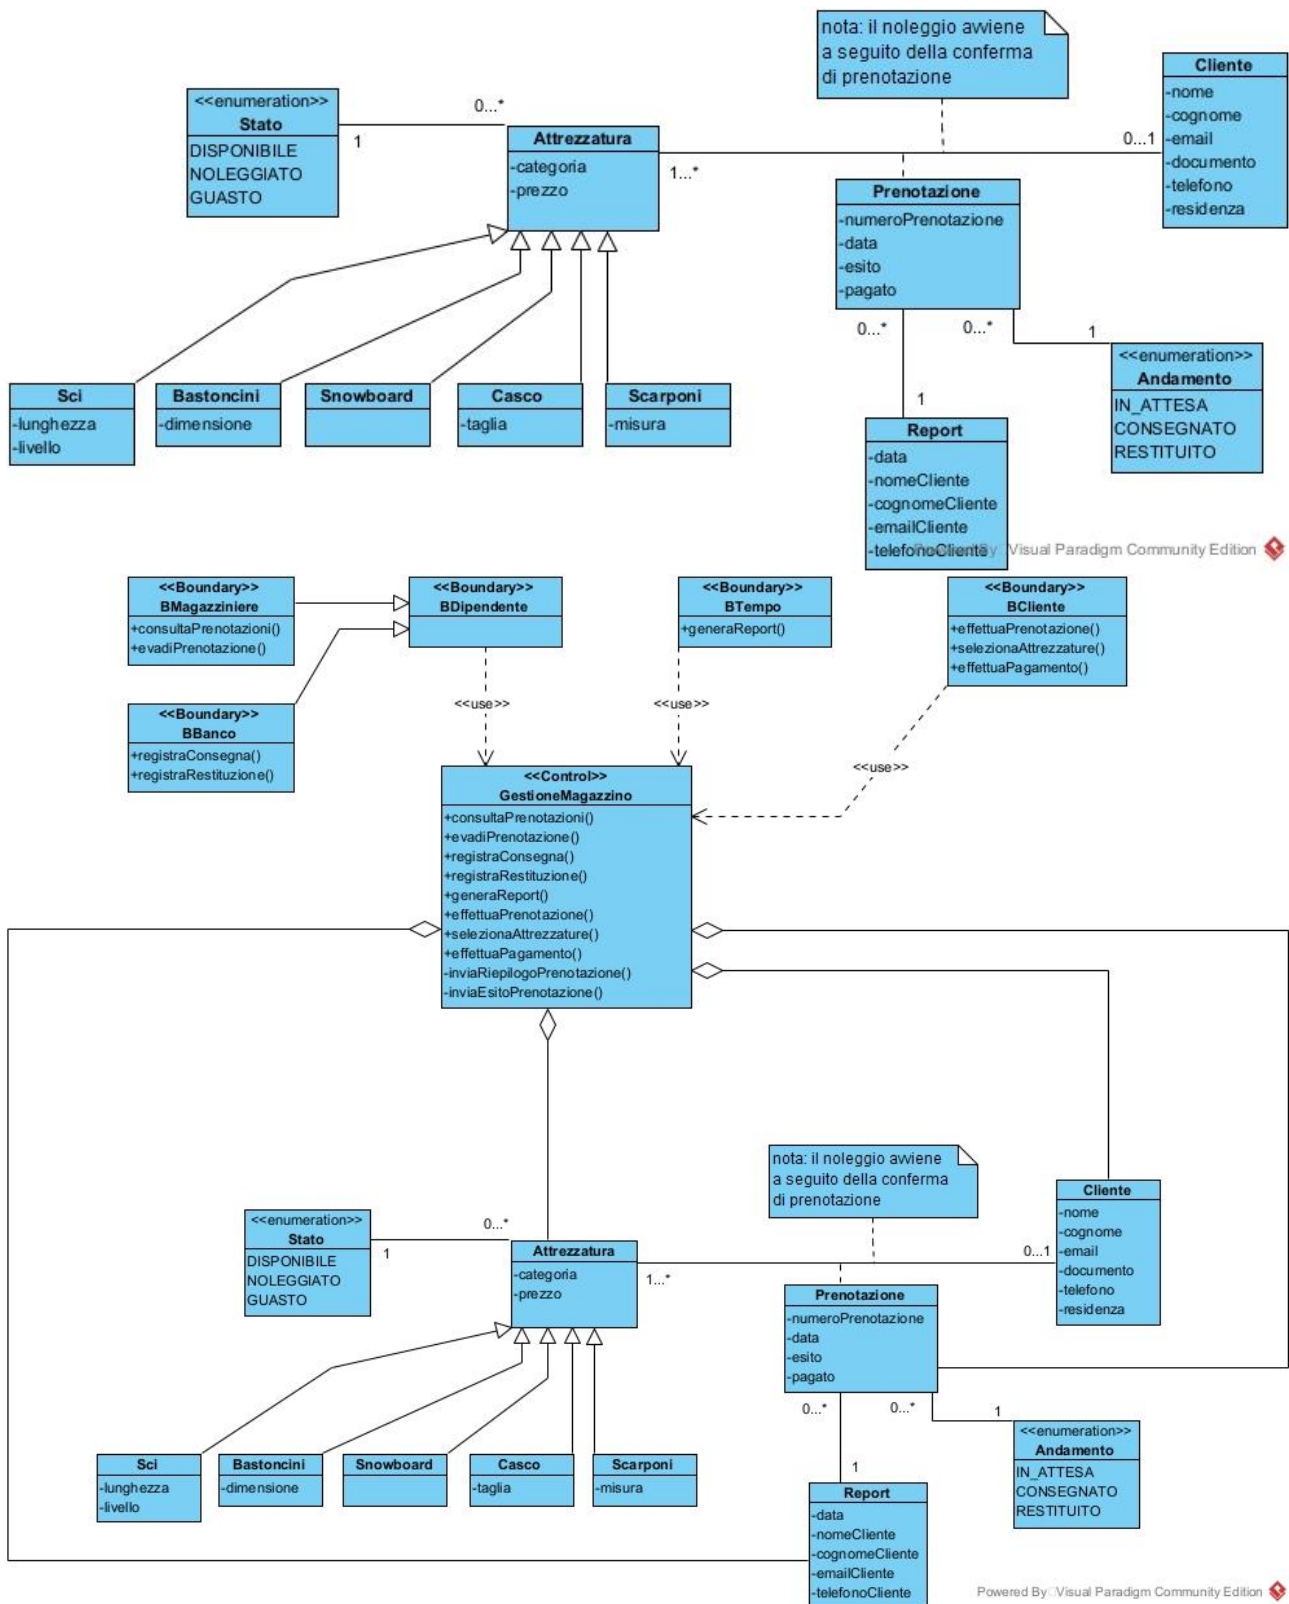 nota: il noleggio avviene
a seguito della conferma
di prenotazione
Cliente
-nome
-cognome
-email
-documento
-telefono
-residenza
<<enumeration>>
Stato
DISPONIBILE
NOLEGGIATO
GUASTO
0...*
1
Attrezzatura
-categoria
-prezzo
1...*
0...1
Prenotazione
-numeroPrenotazione
-data
-esito
-pagato
0...*
0...*
1
1
<<enumeration>>
Andamento
IN_ATTESA
CONSEGNATO
RESTITUITO
Sci
-lunghezza
-livello
Bastoncini
-dimensione
Snowboard
Casco
-taglia
Scarponi
-misura
Report
-data
-nomeCliente
-cognomeCliente
-emailCliente
-telefonoCliente
Powered By Visual Paradigm Community Edition
<<Boundary>>
BMagazziniere
+consultaPrenotazioni()
+evadiPrenotazione()
<<Boundary>>
BDipendente
<<Boundary>>
BTempo
+generaReport()
<<Boundary>>
BCliente
+effettuaPrenotazione()
+selezionaAttrezzature()
+effettuaPagamento()
<<Boundary>>
BBanco
+registraConsegna()
+registraRestituzione()
<<use>>
<<use>>
<<use>>
<<Control>>
GestioneMagazzino
+consultaPrenotazioni()
+evadiPrenotazione()
+registraConsegna()
+registraRestituzione()
+generaReport()
+effettuaPrenotazione()
+selezionaAttrezzature()
+effettuaPagamento()
-inviaRiepilogoPrenotazione()
-inviaEsitoPrenotazione()
nota: il noleggio avviene
a seguito della conferma
di prenotazione
Cliente
-nome
-cognome
-email
-documento
-telefono
-residenza
<<enumeration>>
Stato
DISPONIBILE
NOLEGGIATO
GUASTO
0...*
1
Attrezzatura
-categoria
-prezzo
1...*
0...1
Prenotazione
-numeroPrenotazione
-data
-esito
-pagato
0...*
0...*
1
1
<<enumeration>>
Andamento
IN_ATTESA
CONSEGNATO
RESTITUITO
Sci
-lunghezza
-livello
Bastoncini
-dimensione
Snowboard
Casco
-taglia
Scarponi
-misura
Report
-data
-nomeCliente
-cognomeCliente
-emailCliente
-telefonoCliente
Powered By Visual Paradigm Community Edition